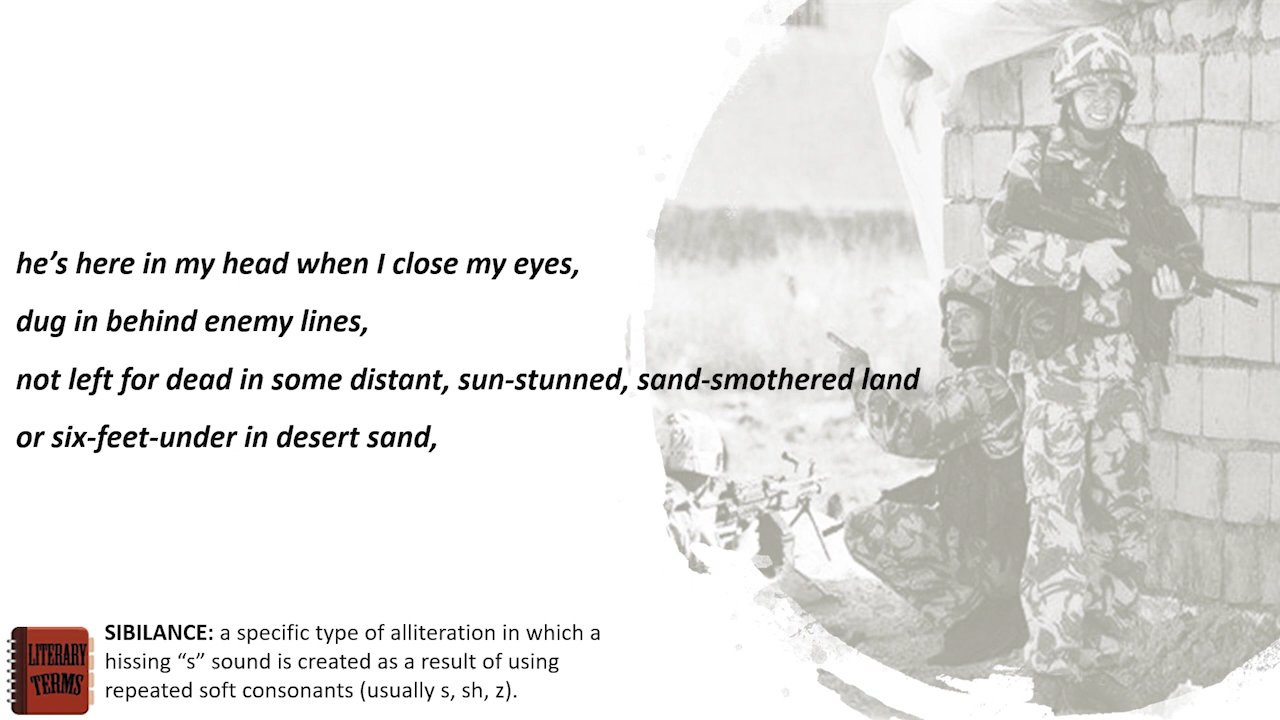 he’s here in my head when I close my eyes,
dug in behind enemy lines,
not left for dead in some distant, sun-stunned, sand-smothered land
or six-feet-under in desert sand,
LITERARY
TERMS
SIBILANCE: a specific type of alliteration in which a
hissing “s” sound is created as a result of using
repeated soft consonants (usually s, sh, z).